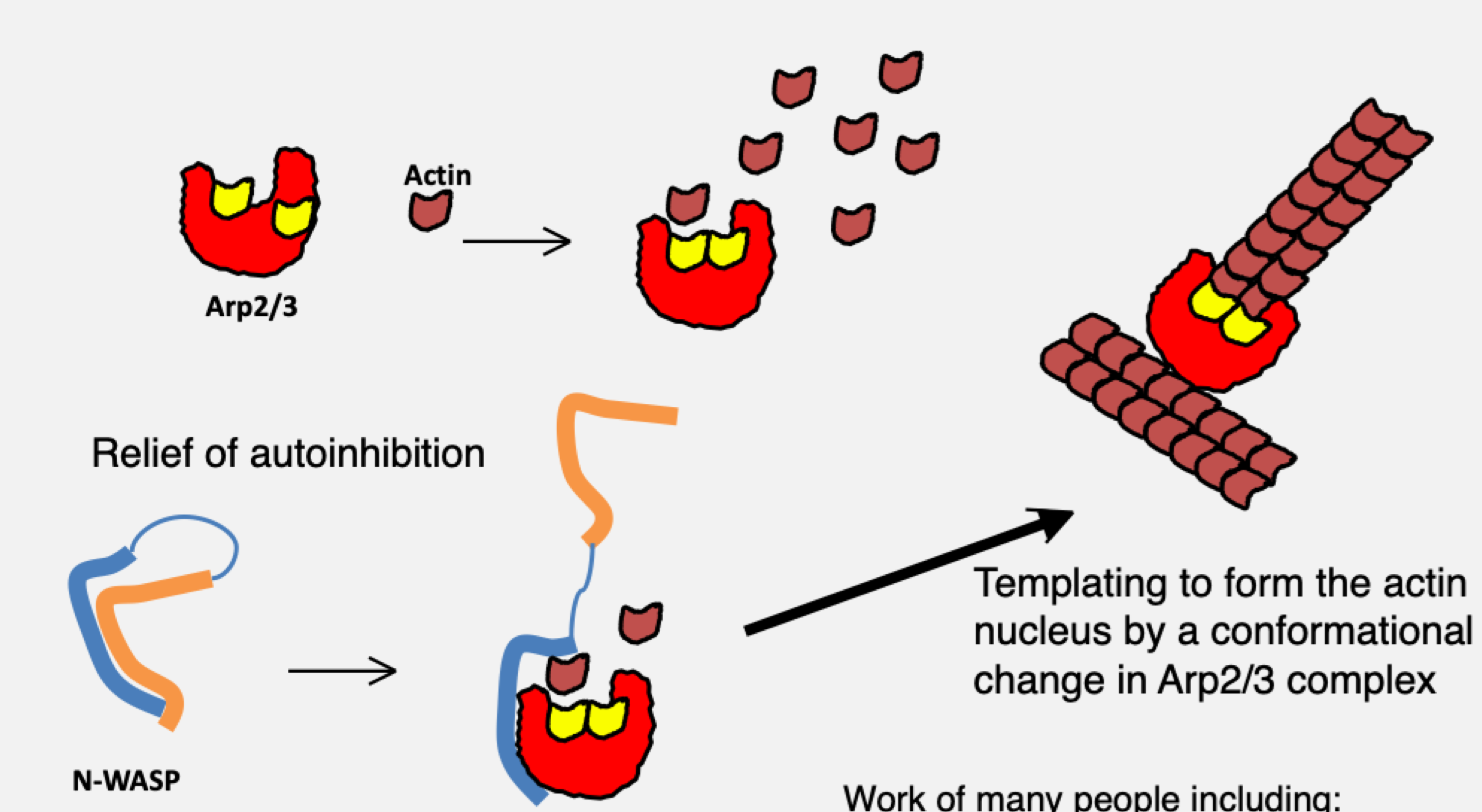 Actin
Arp2/3
Relief of autoinhibition
N-WASP
Templating to form the actin
nucleus by a conformational
change in Arp2/3 complex
Work of many people including: